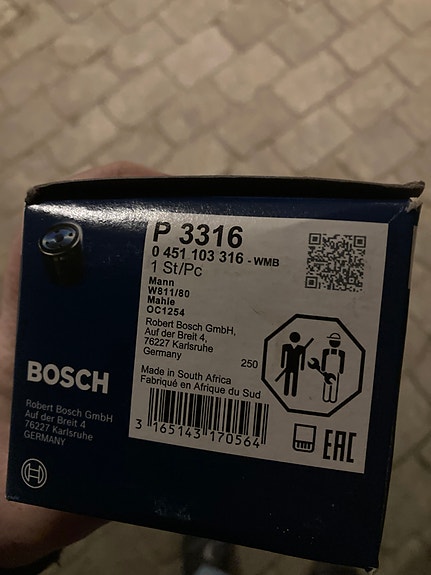 P 3316
0 451 103 316 - WMB
1 St/Pc
Mann
W811/80
Mahle
OC1254
Robert Bosch GmbH,
Auf der Breit 4,
76227 Karlsruhe
Germany
250
Made in South Africa
Fabriqué en Afrique du Sud
3 165143 170564
EAC
BOSCH
Robert Bosch GmbH
Auf der Breit 4
76227 Karlsruhe
GERMANY